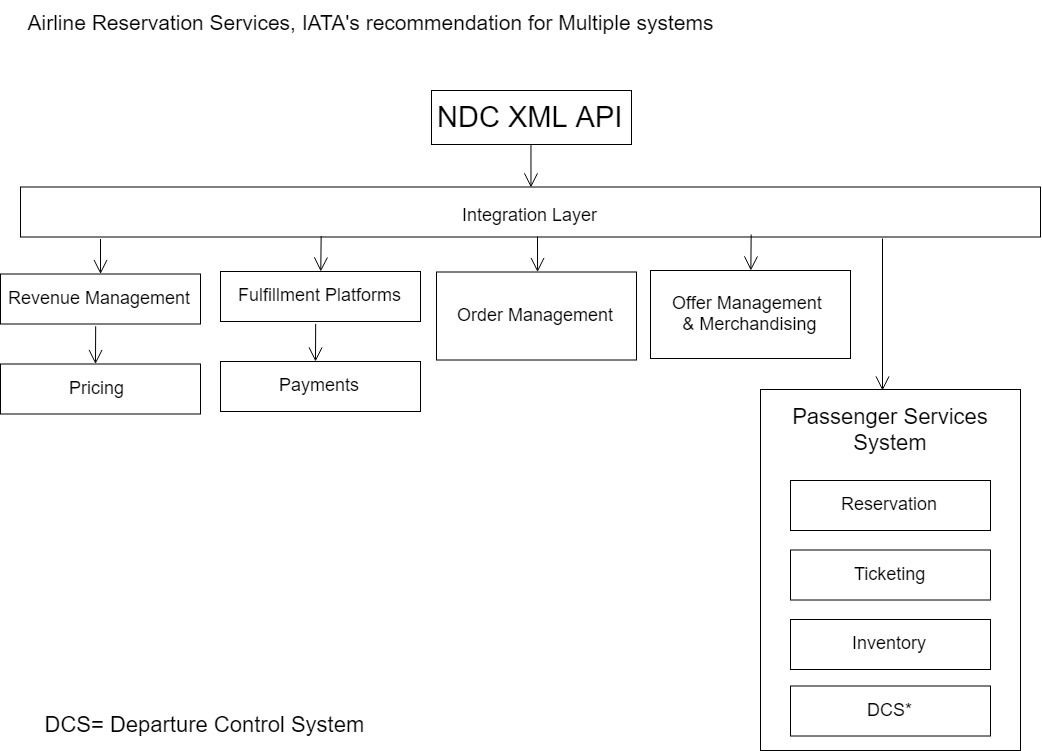 Airline Reservation Services, IATA's recommendation for Multiple systems
NDC XML API
Integration Layer
Revenue Management
Fulfillment Platforms
Order Management
Offer Management
& Merchandising
Pricing
Payments
Passenger Services
System
Reservation
Ticketing
Inventory
DCS*
DCS= Departure Control System